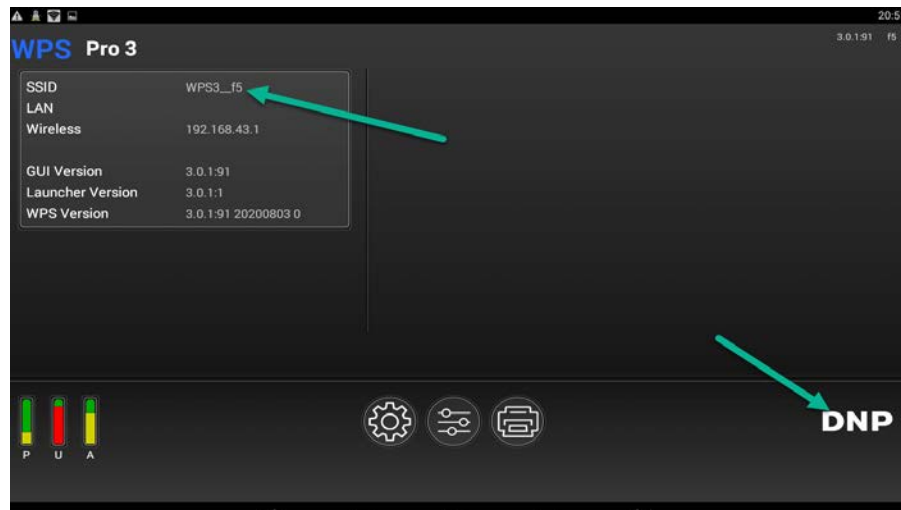 20:5
WPS Pro 3
3.0.1:91 f5
SSID WPS3__f5
LAN
Wireless 192.168.43.1
GUI Version 3.0.1:91
Launcher Version 3.0.1:1
WPS Version 3.0.1:91 20200803 0
DNP
P U A